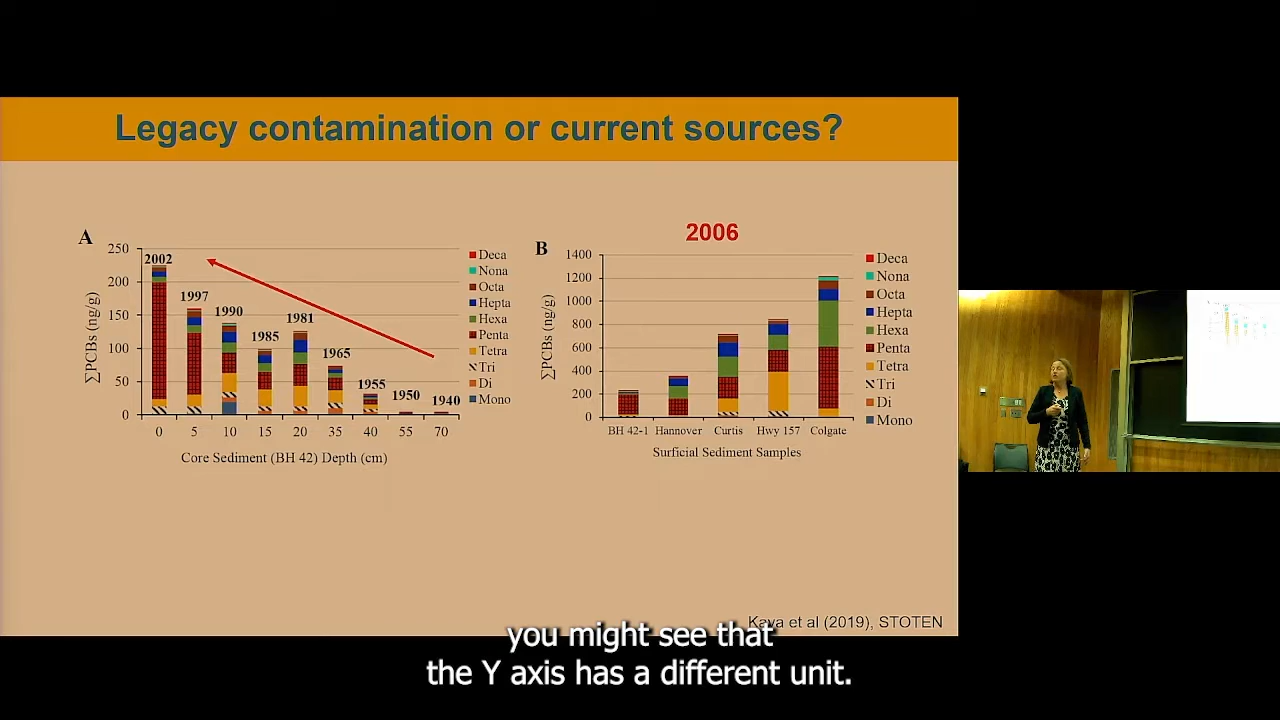 Legacy contamination or current sources?
A
∑PCBs (ng/g)
250
200
150
100
50
0
2002
1997
1990
1985
1981
1965
1955
1950
1940
0 5 10 15 20 35 40 55 70
Core Sediment (BH 42) Depth (cm)
Deca
Nona
Octa
Hepta
Hexa
Penta
Tetra
Tri
Di
Mono
2006
B
∑PCBs (ng/g)
1400
1200
1000
800
600
400
200
0
BH 42-1 Hannover Curtis Hwy 157 Colgate
Surficial Sediment Samples
Deca
Nona
Octa
Hepta
Hexa
Penta
Tetra
Tri
Di
Mono
Kaya et al (2019), STOTEN
you might see that
the Y axis has a different unit.